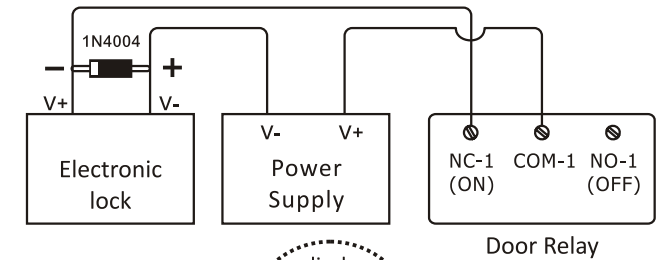 1N4004
− +
V+ V-
Electronic
lock
V- V+
Power
Supply
NC-1 COM-1 NO-1
(ON) (OFF)
Door Relay